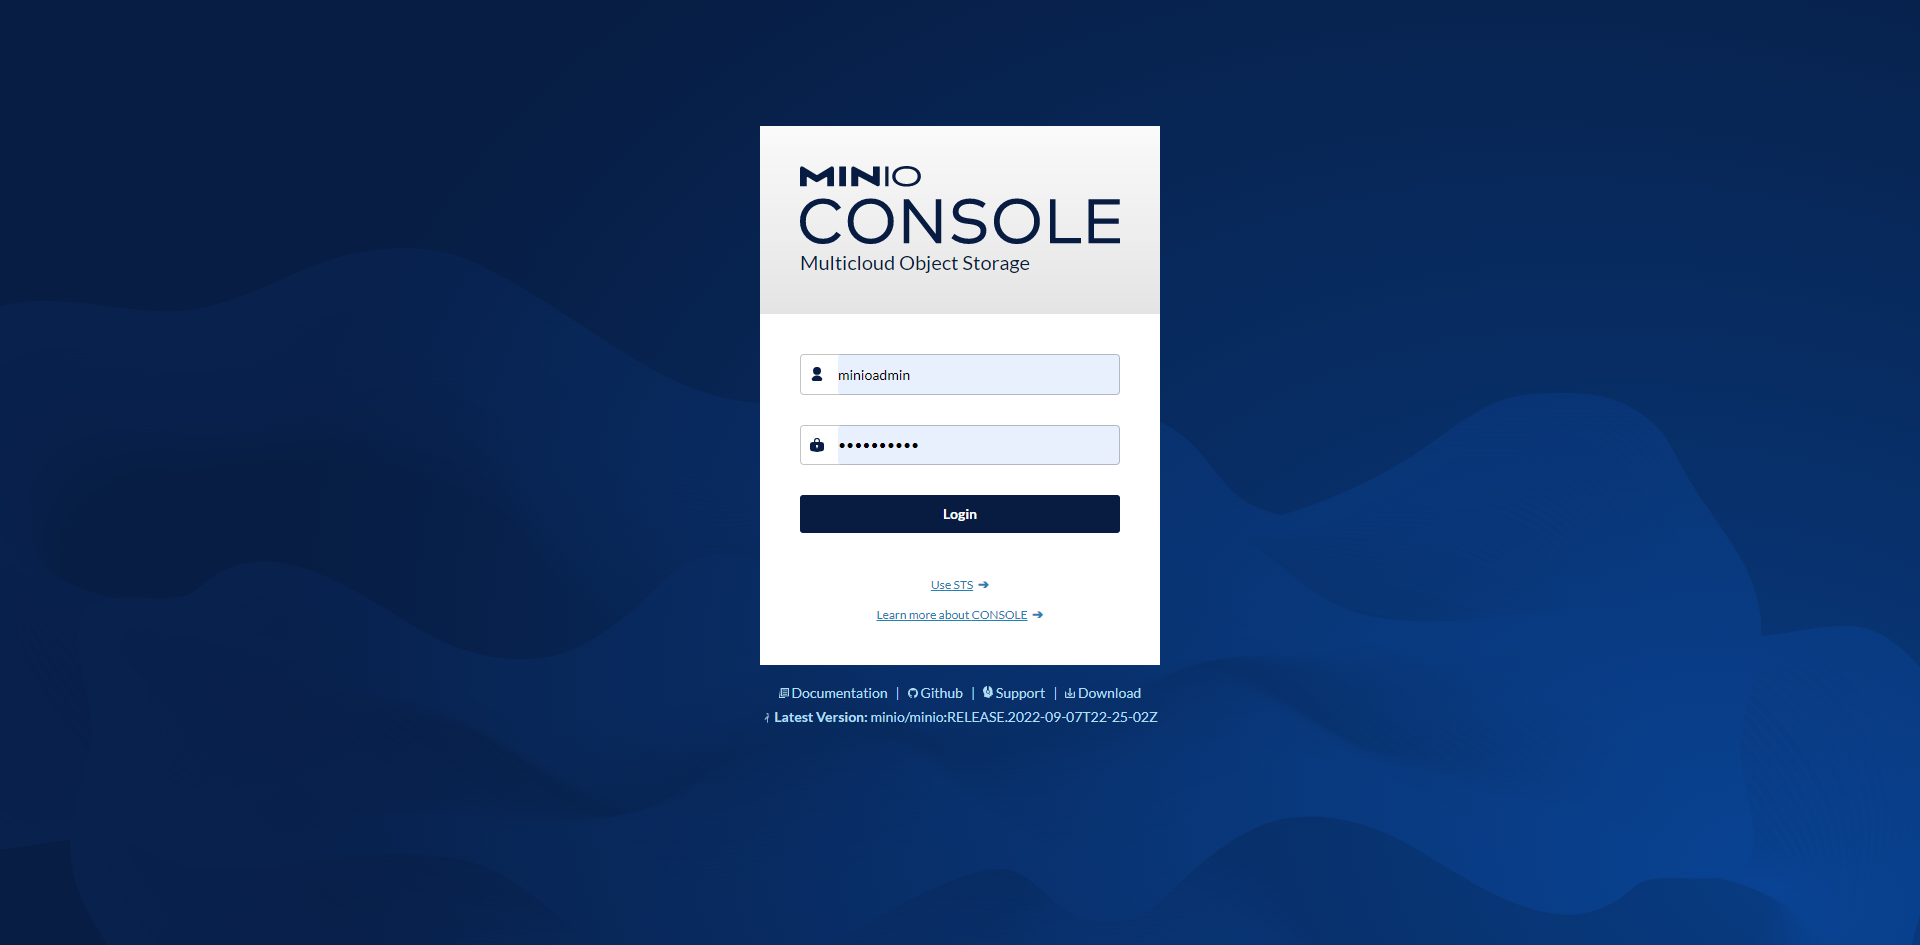 MINIO
CONSOLE
Multicloud Object Storage
minioadmin
••••••••••
Login
Use STS ➔
Learn more about CONSOLE ➔
Documentation | Github | Support | Download
Latest Version: minio/minio:RELEASE.2022-09-07T22-25-02Z